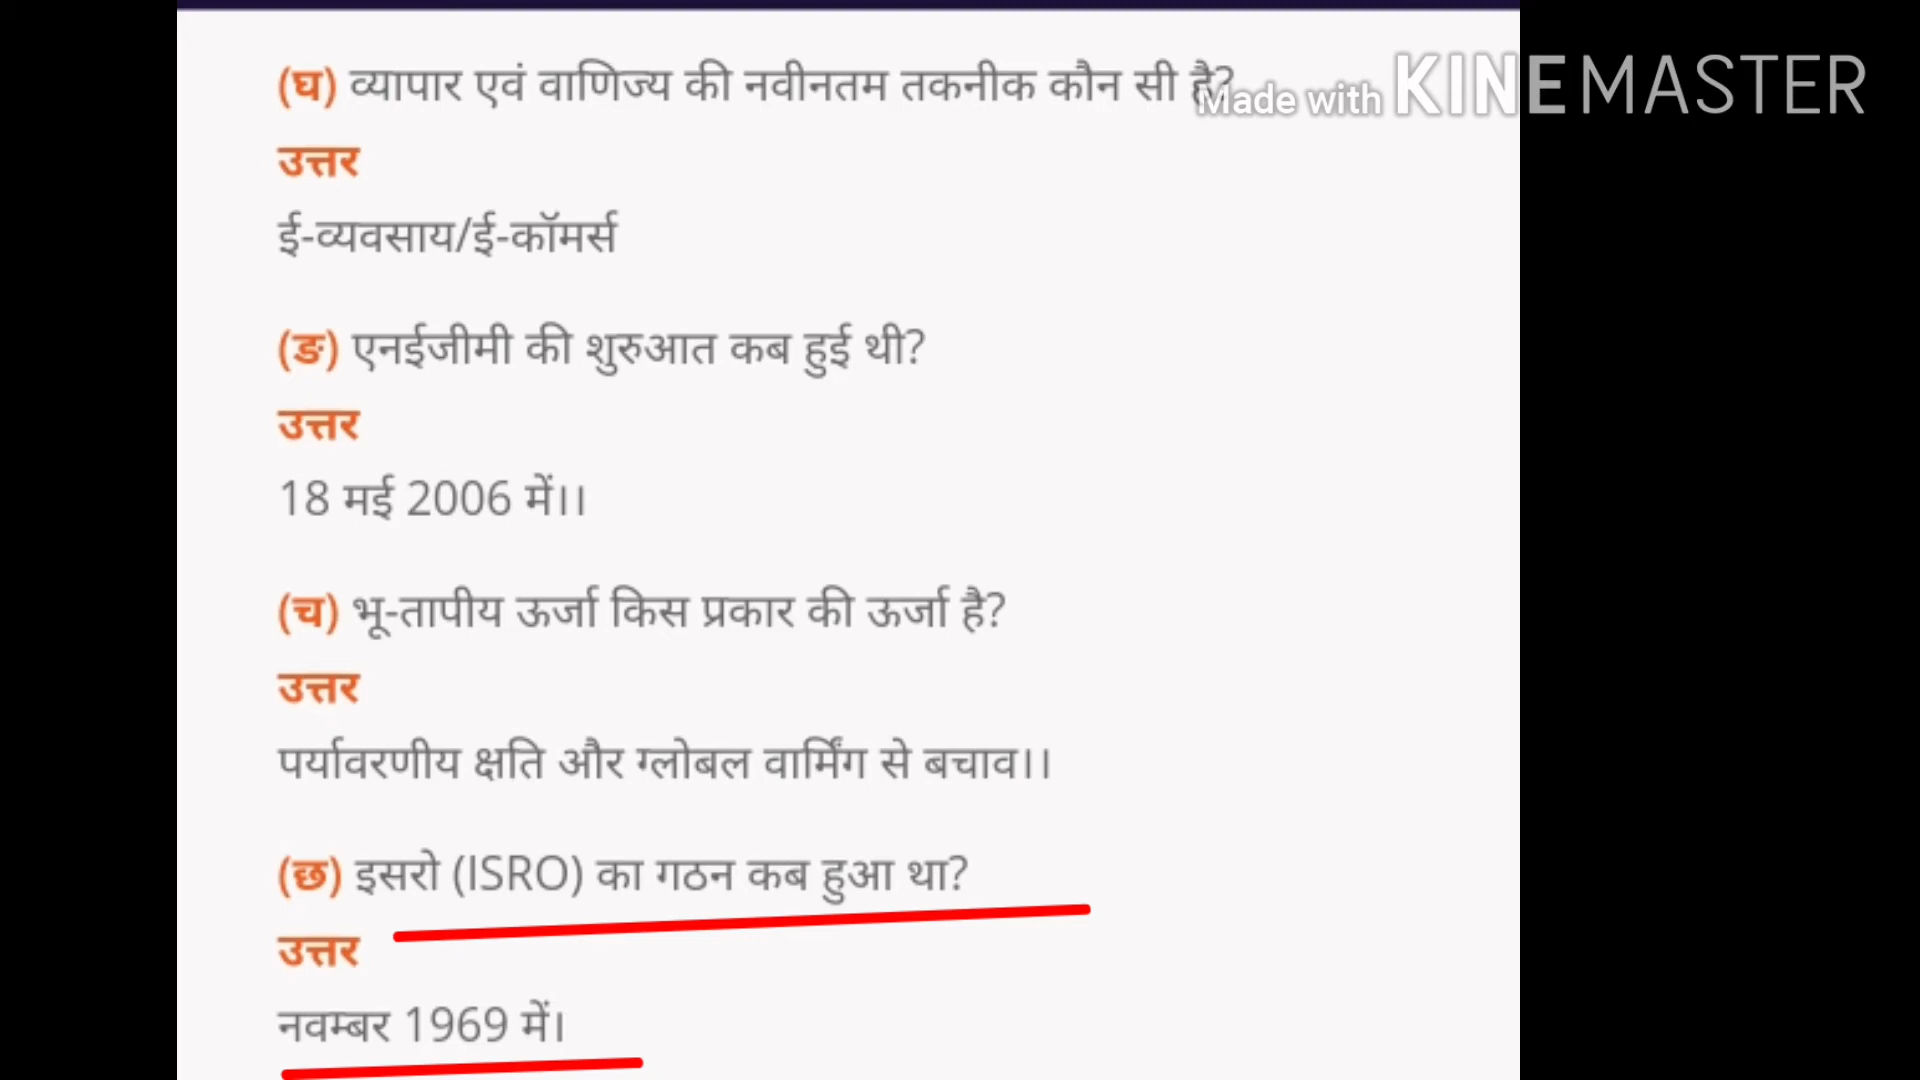 (घ) व्यापार एवं वाणिज्य की नवीनतम तकनीक कौन सी है?
Made with KINEMASTER
उत्तर
ई-व्यवसाय/ई-कॉमर्स
(ङ) एनईजीमी की शुरुआत कब हुई थी?
उत्तर
18 मई 2006 में।।
(च) भू-तापीय ऊर्जा किस प्रकार की ऊर्जा है?
उत्तर
पर्यावरणीय क्षति और ग्लोबल वार्मिंग से बचाव।।
(छ) इसरो (ISRO) का गठन कब हुआ था?
उत्तर
नवम्बर 1969 में।